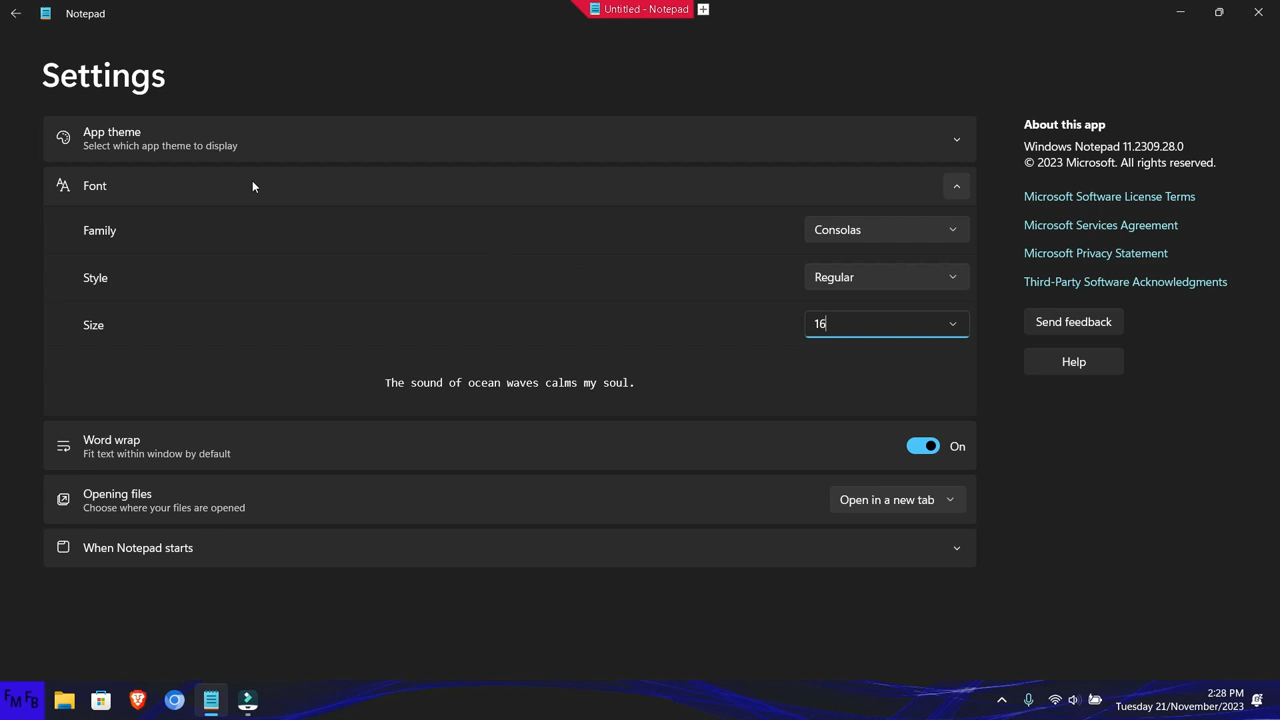 Notepad
Untitled - Notepad
Settings
App theme
Select which app theme to display
Font
Family
Consolas
Style
Regular
Size
16
The sound of ocean waves calms my soul.
Word wrap
Fit text within window by default
On
Opening files
Choose where your files are opened
Open in a new tab
When Notepad starts
About this app
Windows Notepad 11.2309.28.0
© 2023 Microsoft. All rights reserved.
Microsoft Software License Terms
Microsoft Services Agreement
Microsoft Privacy Statement
Third-Party Software Acknowledgments
Send feedback
Help
FM FB
2:28 PM
Tuesday 21/November/2023